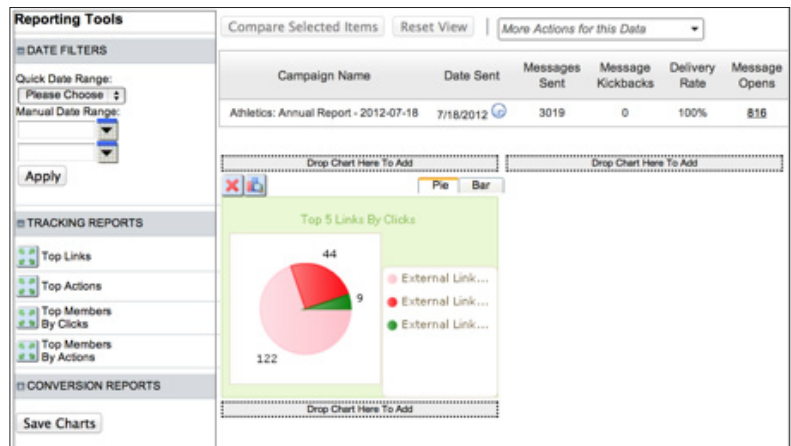 Reporting Tools
DATE FILTERS
Quick Date Range:
Please Choose
Manual Date Range:
Apply
TRACKING REPORTS
Top Links
Top Actions
Top Members
By Clicks
Top Members
By Actions
CONVERSION REPORTS
Save Charts
Compare Selected Items Reset View More Actions for this Data
Campaign Name Date Sent Messages Sent Message Kickbacks Delivery Rate Message Opens
Athletics: Annual Report - 2012-07-18 7/18/2012 3019 0 100% 816
Drop Chart Here To Add Drop Chart Here To Add
Pie Bar
Top 5 Links By Clicks
44
9
122
External Link...
External Link...
External Link...
Drop Chart Here To Add